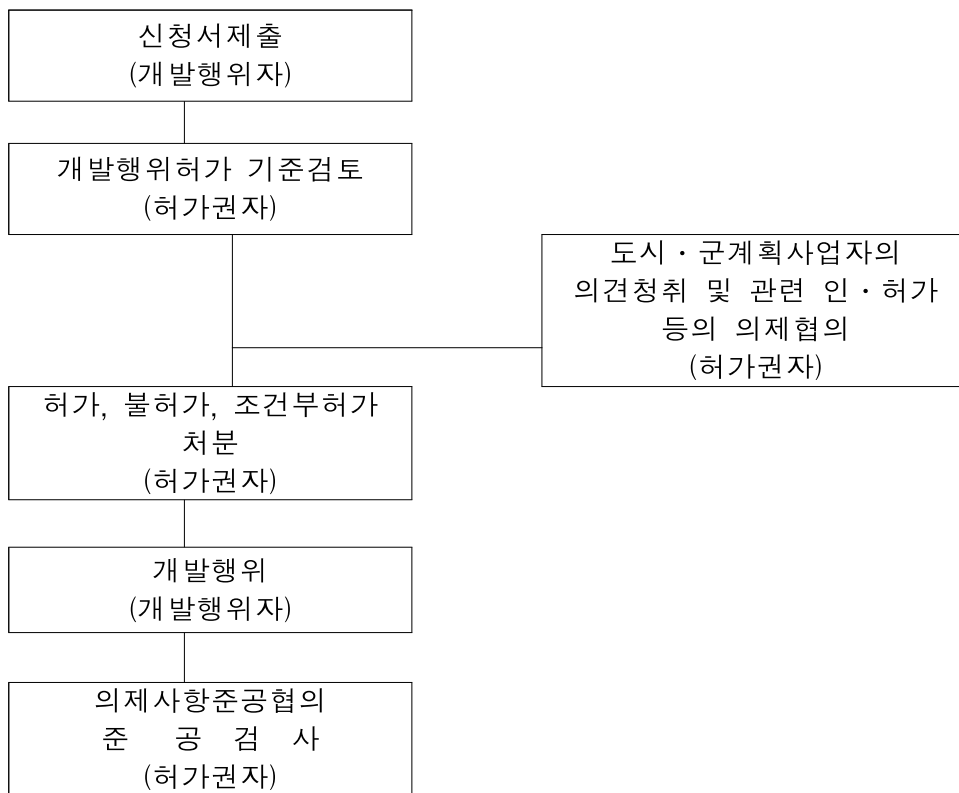 신청서제출
(개발행위자)
개발행위허가 기준검토
(허가권자)
도시・군계획사업자의
의견청취 및 관련 인・허가
등의 의제협의
(허가권자)
허가, 불허가, 조건부허가
처분
(허가권자)
개발행위
(개발행위자)
의제사항준공협의
준 공 검 사
(허가권자)